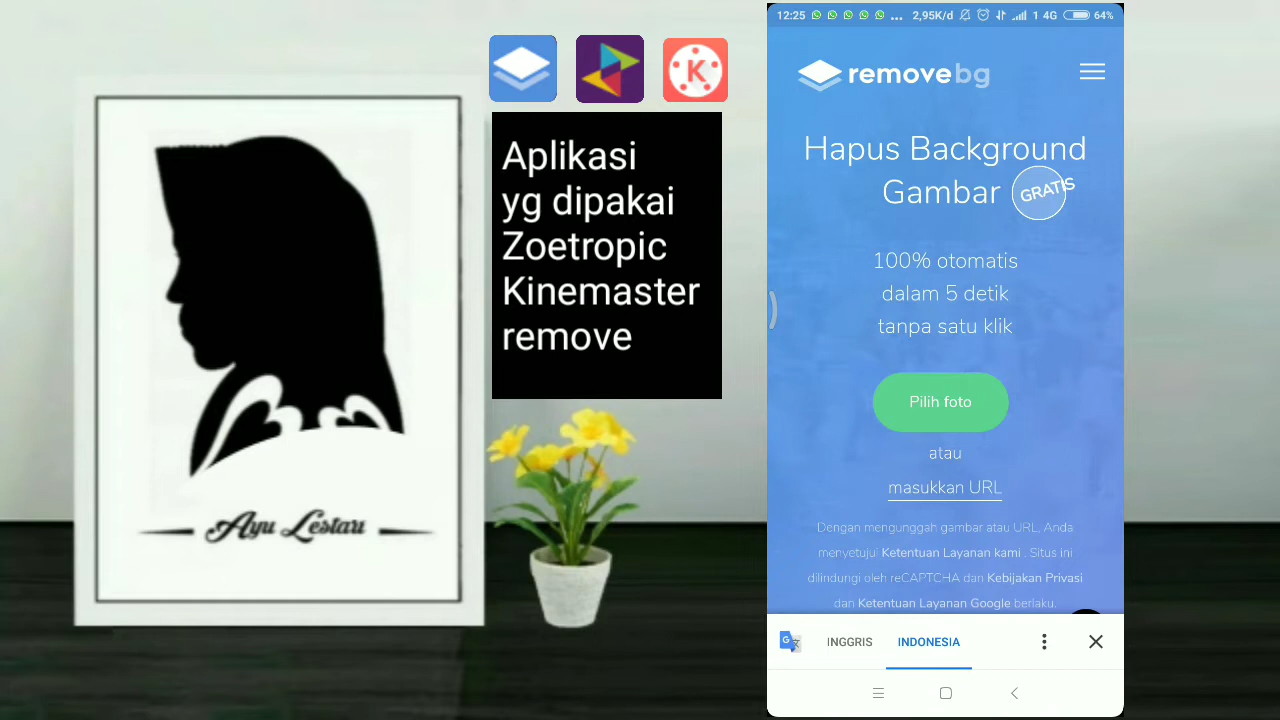 Ayu Lestari
K
Aplikasi
yg dipakai
Zoetropic
Kinemaster
remove
12:25
... 2,95K/d 1 4G 64%
removebg
Hapus Background
Gambar GRATIS
100% otomatis
dalam 5 detik
tanpa satu klik
Pilih foto
atau
masukkan URL
Dengan mengunggah gambar atau URL, Anda
menyetujui Ketentuan Layanan kami . Situs ini
dilindungi oleh reCAPTCHA dan Kebijakan Privasi
dan Ketentuan Layanan Google berlaku.
INGGRIS INDONESIA